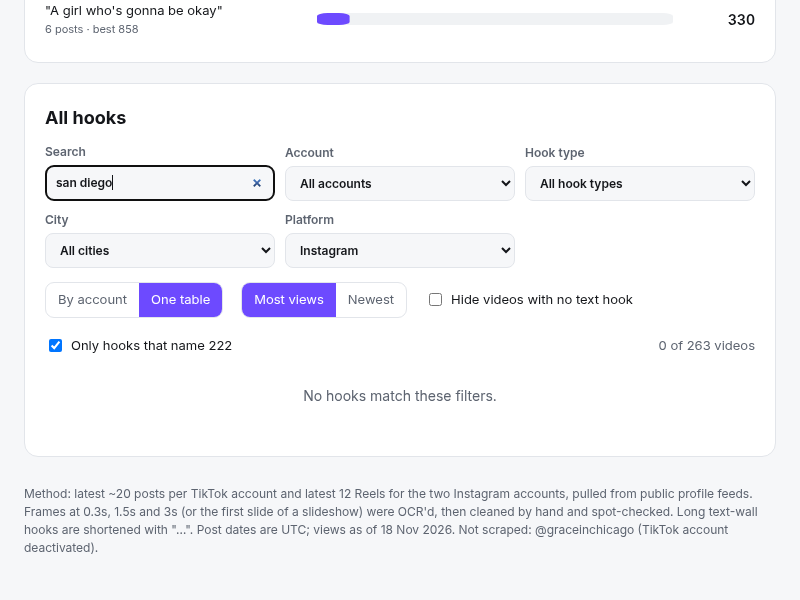 "A girl who's gonna be okay"
6 posts · best 858
330
All hooks
Search
Account
Hook type
san diego
×
All accounts
All hook types
City
Platform
All cities
Instagram
By account
One table
Most views
Newest
Hide videos with no text hook
Only hooks that name 222
0 of 263 videos
No hooks match these filters.
Method: latest ~20 posts per TikTok account and latest 12 Reels for the two Instagram accounts, pulled from public profile feeds.
Frames at 0.3s, 1.5s and 3s (or the first slide of a slideshow) were OCR'd, then cleaned by hand and spot-checked. Long text-wall
hooks are shortened with "...". Post dates are UTC; views as of 18 Nov 2026. Not scraped: @graceinchicago (TikTok account
deactivated).